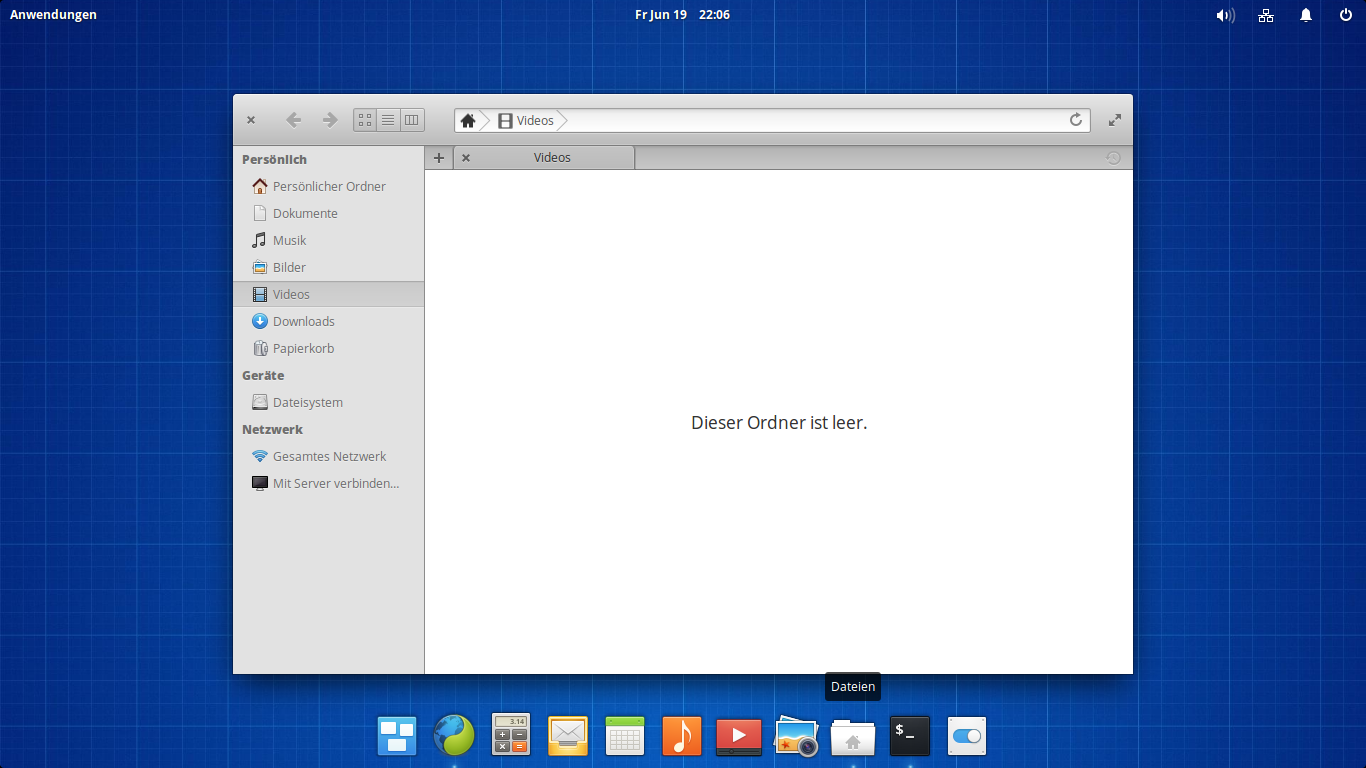 Anwendungen
Fr Jun 19 22:06
Videos
Persönlich
Videos
Persönlicher Ordner
Dokumente
Musik
Bilder
Videos
Downloads
Papierkorb
Geräte
Dateisystem
Netzwerk
Gesamtes Netzwerk
Mit Server verbinden...
Dieser Ordner ist leer.
Dateien
3.14
$_